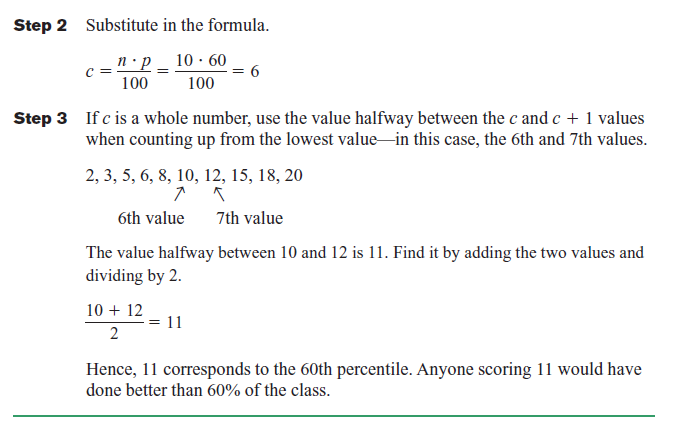 Step 2 Substitute in the formula.
c = n · p / 100 = 10 · 60 / 100 = 6
Step 3 If c is a whole number, use the value halfway between the c and c + 1 values
when counting up from the lowest value—in this case, the 6th and 7th values.
2, 3, 5, 6, 8, 10, 12, 15, 18, 20
6th value 7th value
The value halfway between 10 and 12 is 11. Find it by adding the two values and
dividing by 2.
10 + 12 / 2 = 11
Hence, 11 corresponds to the 60th percentile. Anyone scoring 11 would have
done better than 60% of the class.